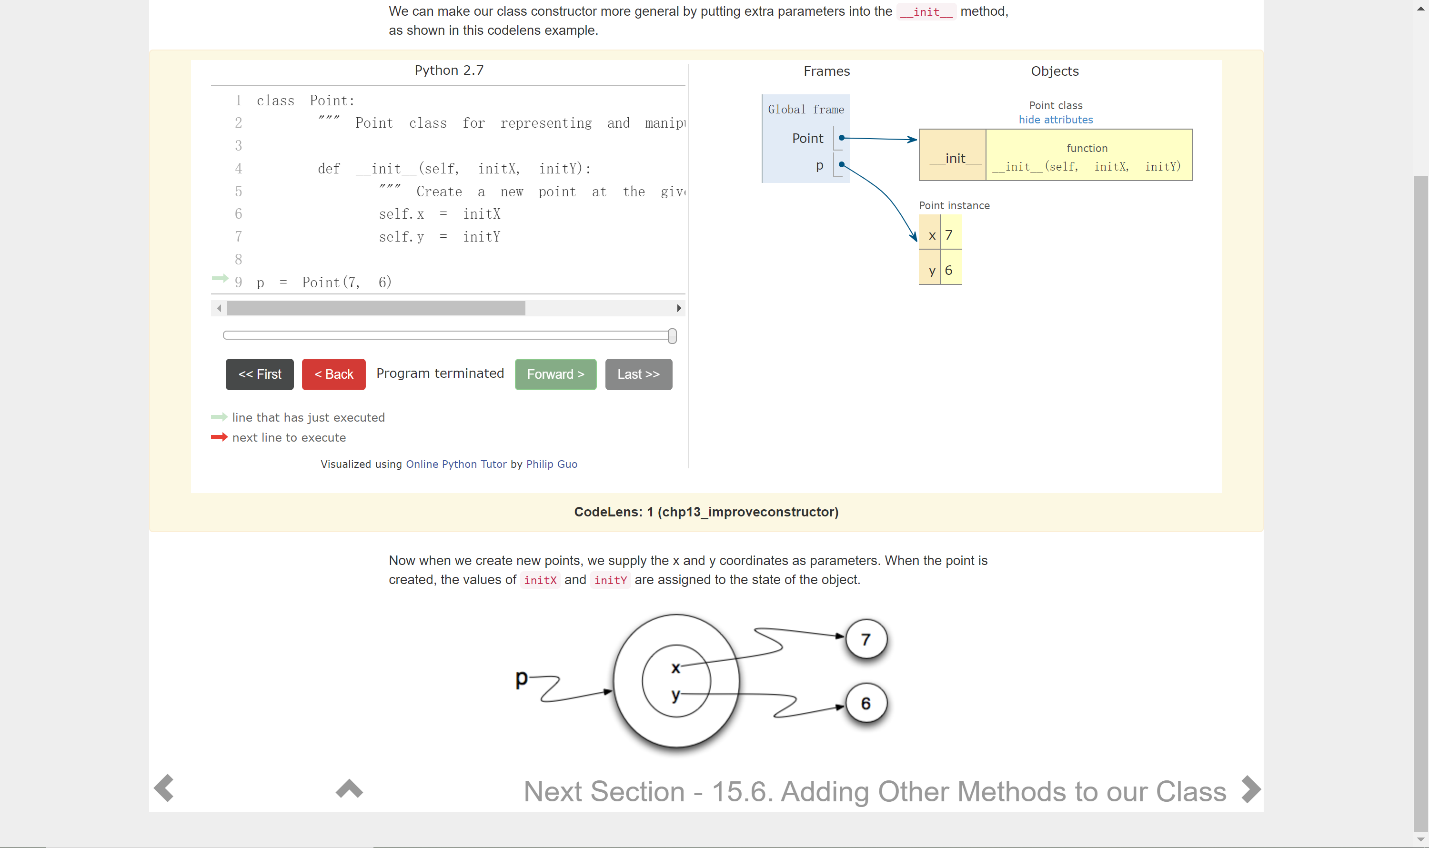 We can make our class constructor more general by putting extra parameters into the __init__ method,
as shown in this codelens example.
Python 2.7
1 class Point:
2 """ Point class for representing and
3
4 def __init__(self, initX, initY):
5 """ Create a new point at the
6 self.x = initX
7 self.y = initY
8
9 p = Point(7, 6)
<< First < Back Program terminated Forward > Last >>
line that has just executed
next line to execute
Visualized using Online Python Tutor by Philip Guo
Frames
Global frame
Point
p
Objects
Point class
hide attributes
__init__
function
__init__(self, initX, initY)
Point instance
x 7
y 6
CodeLens: 1 (chp13_improveconstructor)
Now when we create new points, we supply the x and y coordinates as parameters. When the point is
created, the values of initX and initY are assigned to the state of the object.
p
x
y
7
6
Next Section - 15.6. Adding Other Methods to our Class